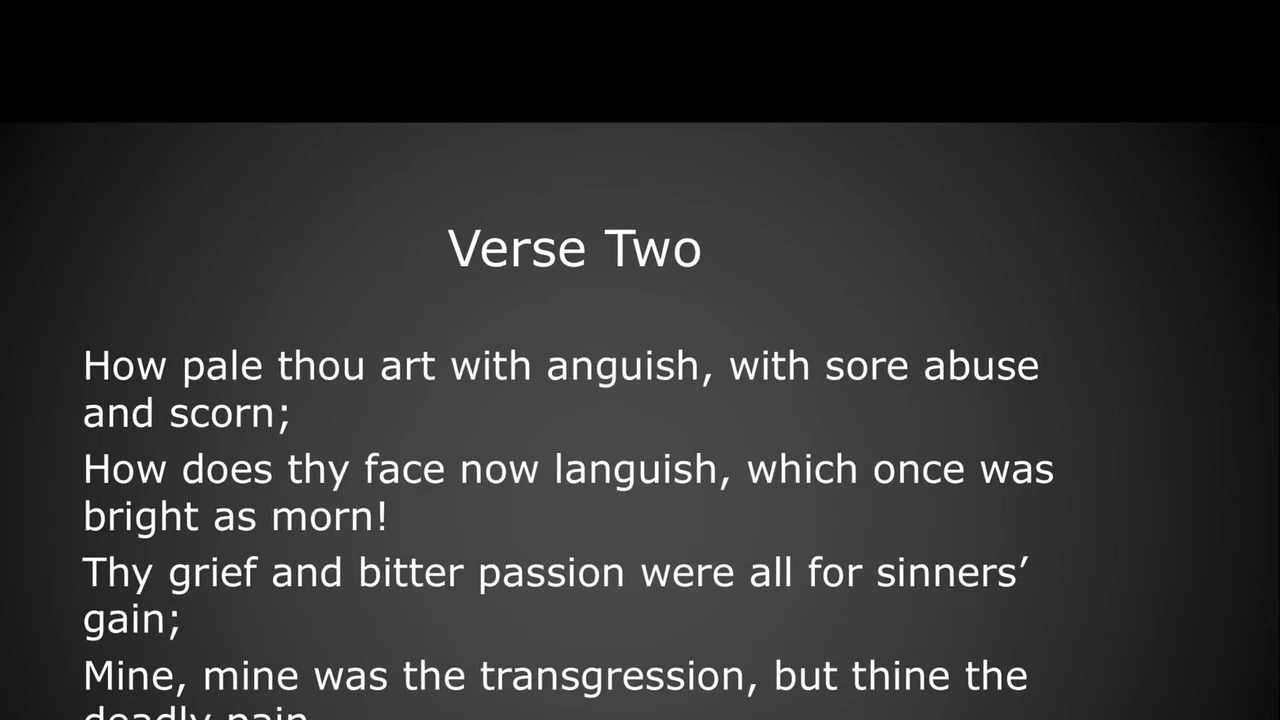 Verse Two
How pale thou art with anguish, with sore abuse
and scorn;
How does thy face now languish, which once was
bright as morn!
Thy grief and bitter passion were all for sinners’
gain;
Mine, mine was the transgression, but thine the
deadly pain